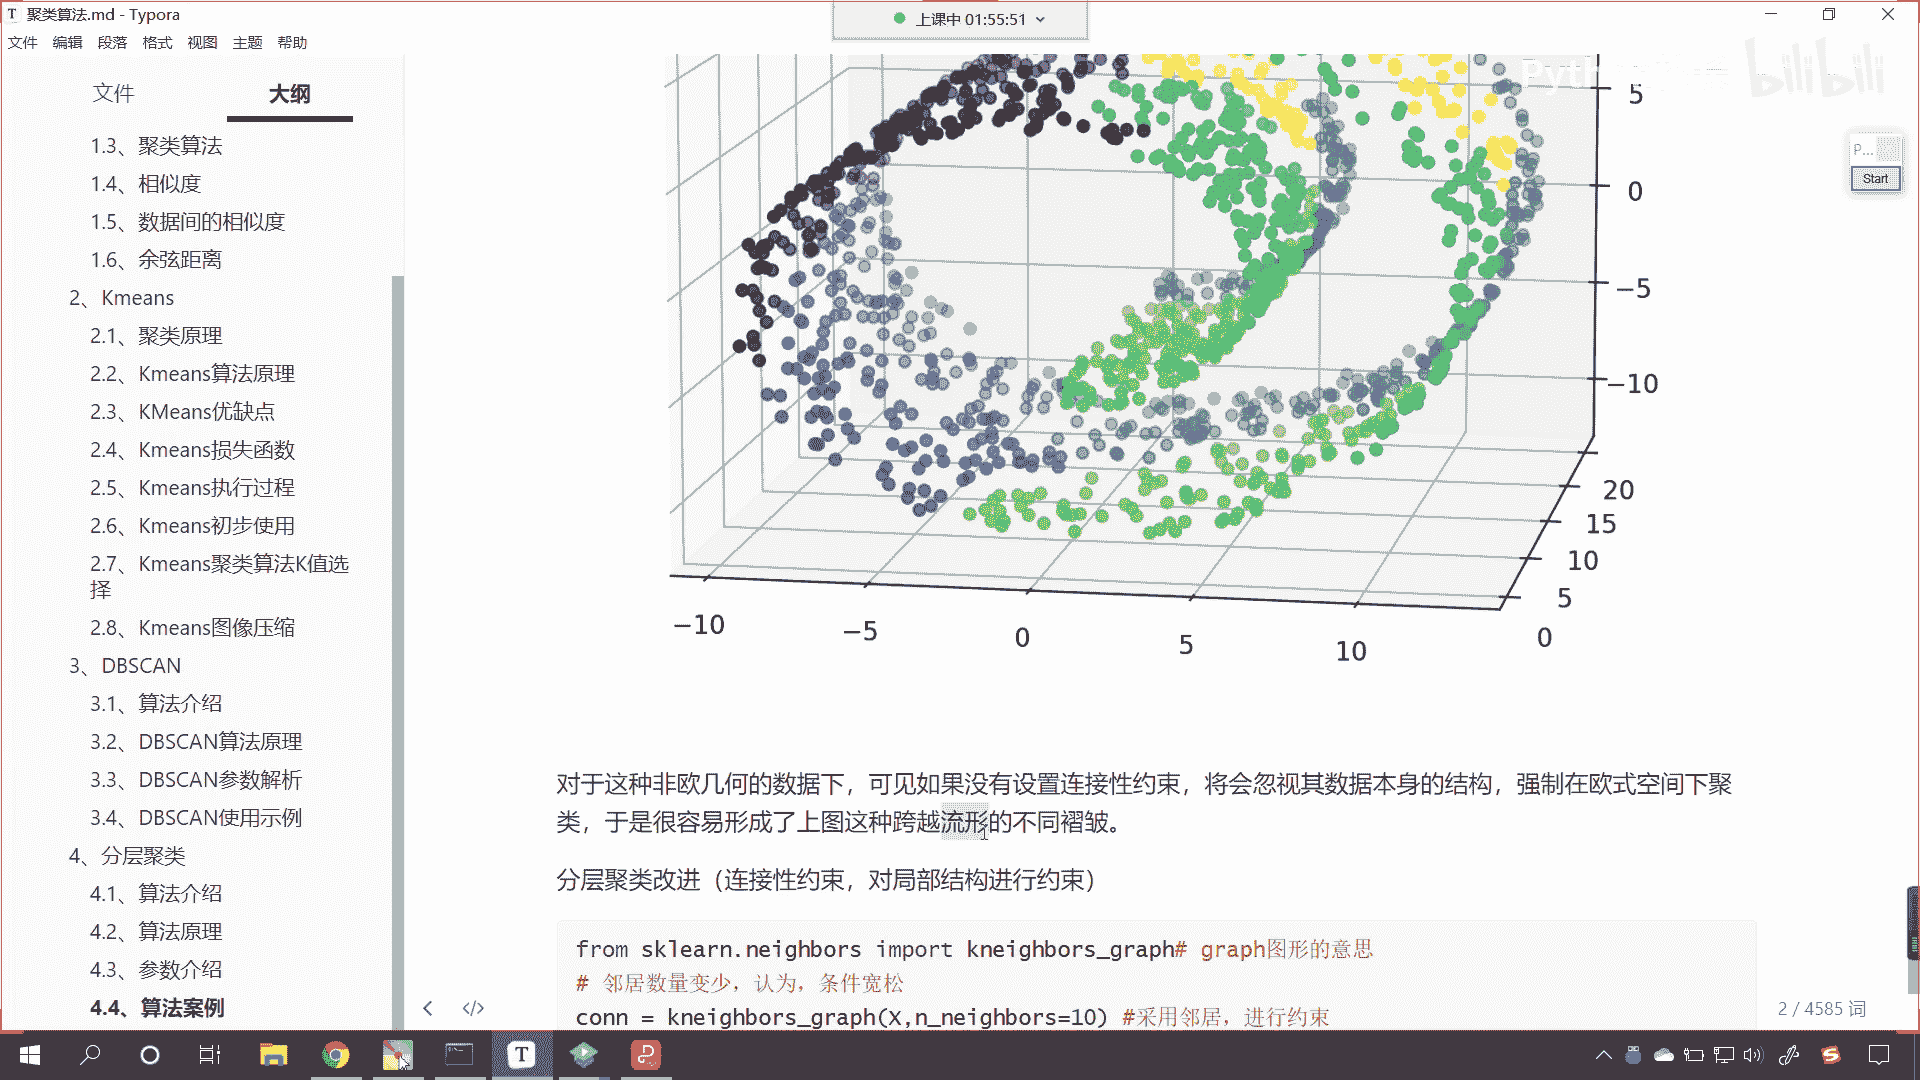 聚类算法.md - Typora
上课中 01:55:51
文件 编辑 段落 格式 视图 主题 帮助
bilibili
文件 大纲
1.3、聚类算法
1.4、相似度
1.5、数据间的相似度
1.6、余弦距离
2、Kmeans
2.1、聚类原理
2.2、Kmeans算法原理
2.3、KMeans优缺点
2.4、Kmeans损失函数
2.5、Kmeans执行过程
2.6、Kmeans初步使用
2.7、Kmeans聚类算法K值选
择
2.8、Kmeans图像压缩
3、DBSCAN
3.1、算法介绍
3.2、DBSCAN算法原理
3.3、DBSCAN参数解析
3.4、DBSCAN使用示例
4、分层聚类
4.1、算法介绍
4.2、算法原理
4.3、参数介绍
4.4、算法案例
5
0
−5
−10
20
15
10
5
0
−10 −5 0 5 10
P...
Start
对于这种非欧几何的数据下，可见如果没有设置连接性约束，将会忽视其数据本身的结构，强制在欧式空间下聚
类，于是很容易形成了上图这种跨越流形的不同褶皱。
分层聚类改进（连接性约束，对局部结构进行约束）
from sklearn.neighbors import kneighbors_graph# graph图形的意思
# 邻居数量变少，认为，条件宽松
conn = kneighbors_graph(X,n_neighbors=10) #采用邻居，进行约束
2 / 4585 词